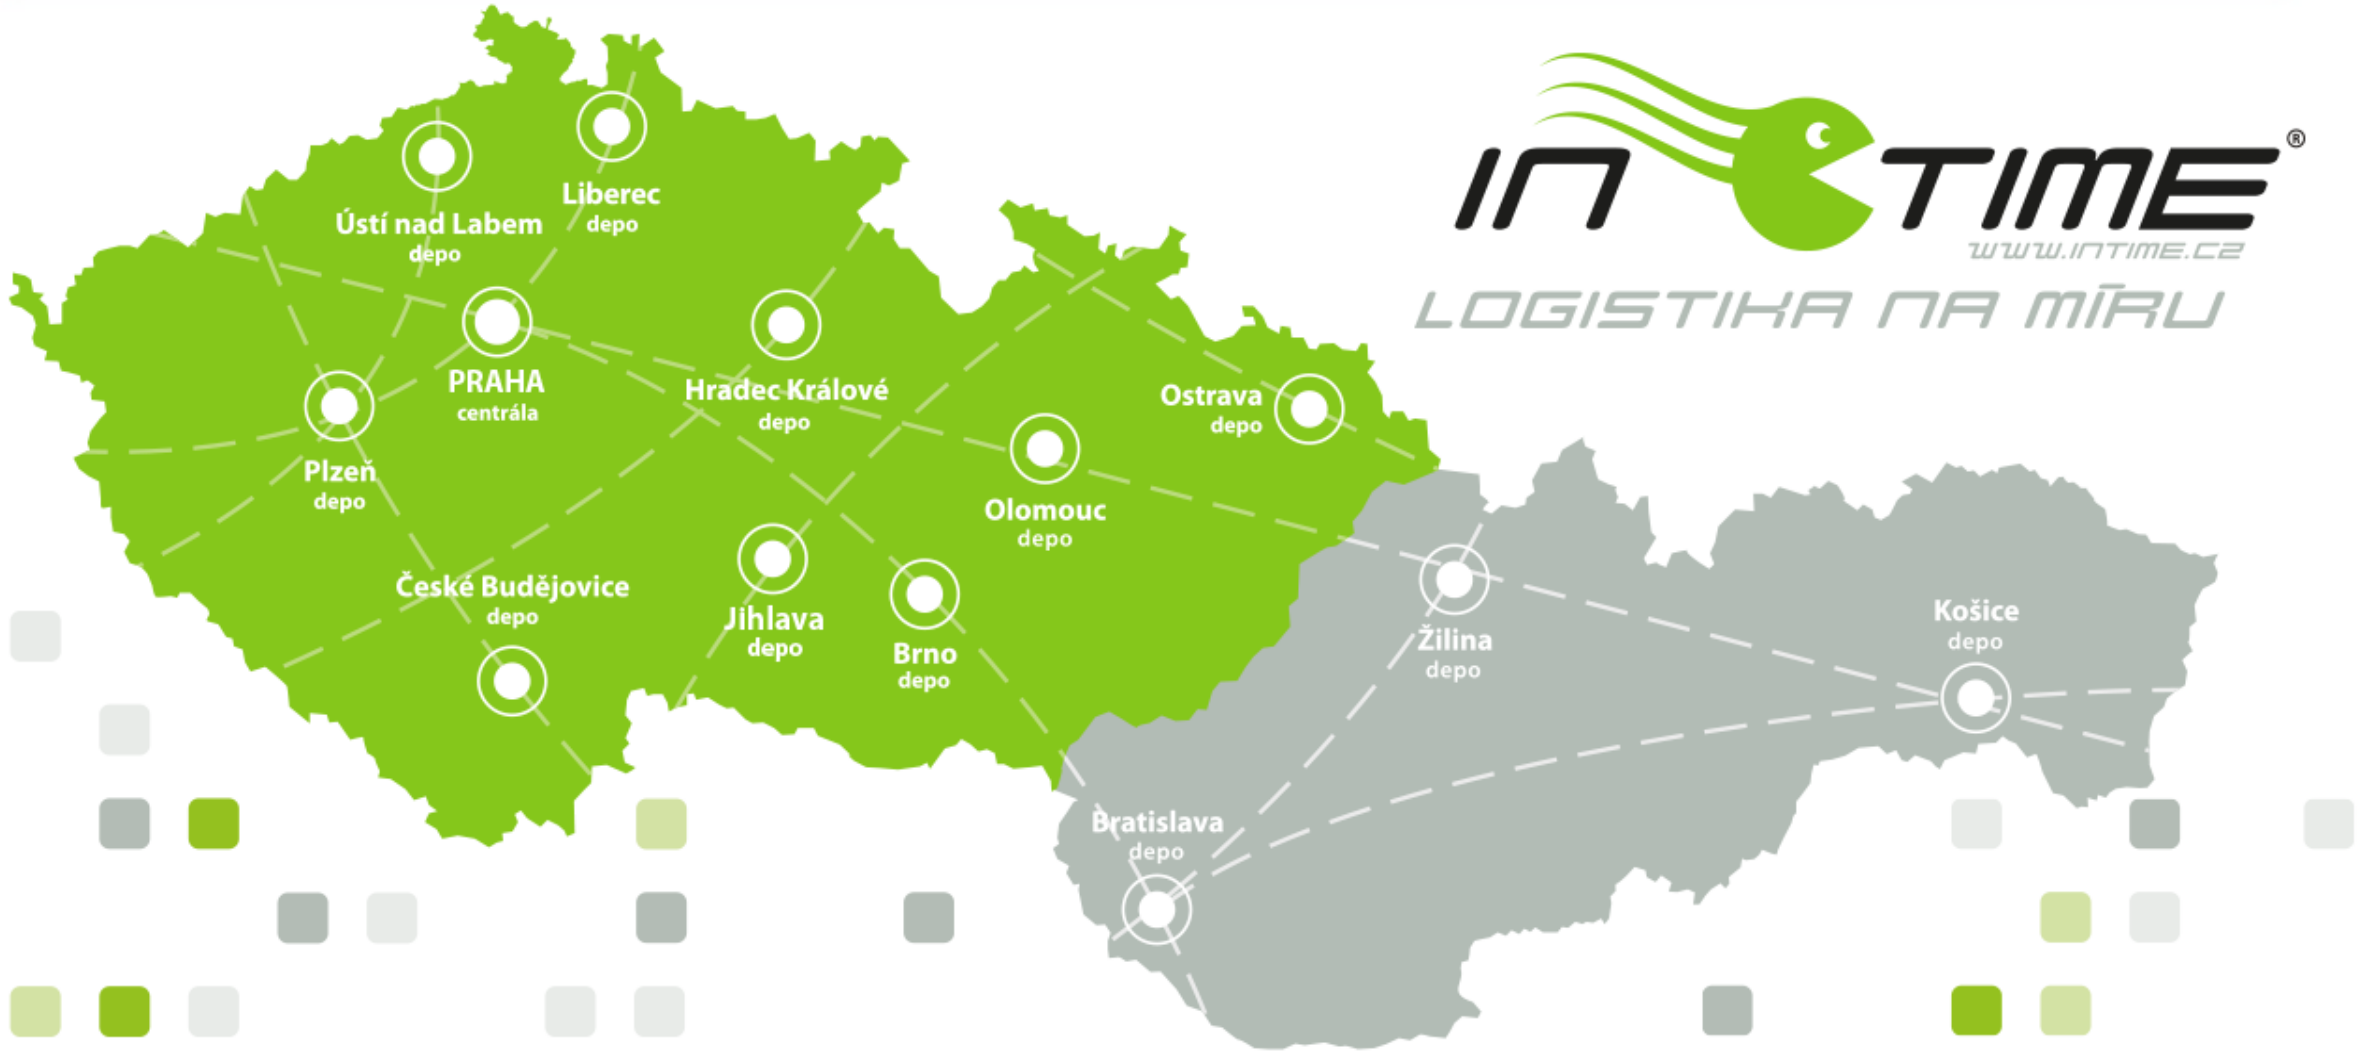 IN TIME®
WWW.INTIME.CZ
LOGISTIKA NA MÍRU
Liberec
depo
Ústí nad Labem
depo
PRAHA
centrála
Hradec Králové
depo
Ostrava
depo
Plzeň
depo
Olomouc
depo
České Budějovice
depo
Jihlava
depo
Brno
depo
Žilina
depo
Košice
depo
Bratislava
depo